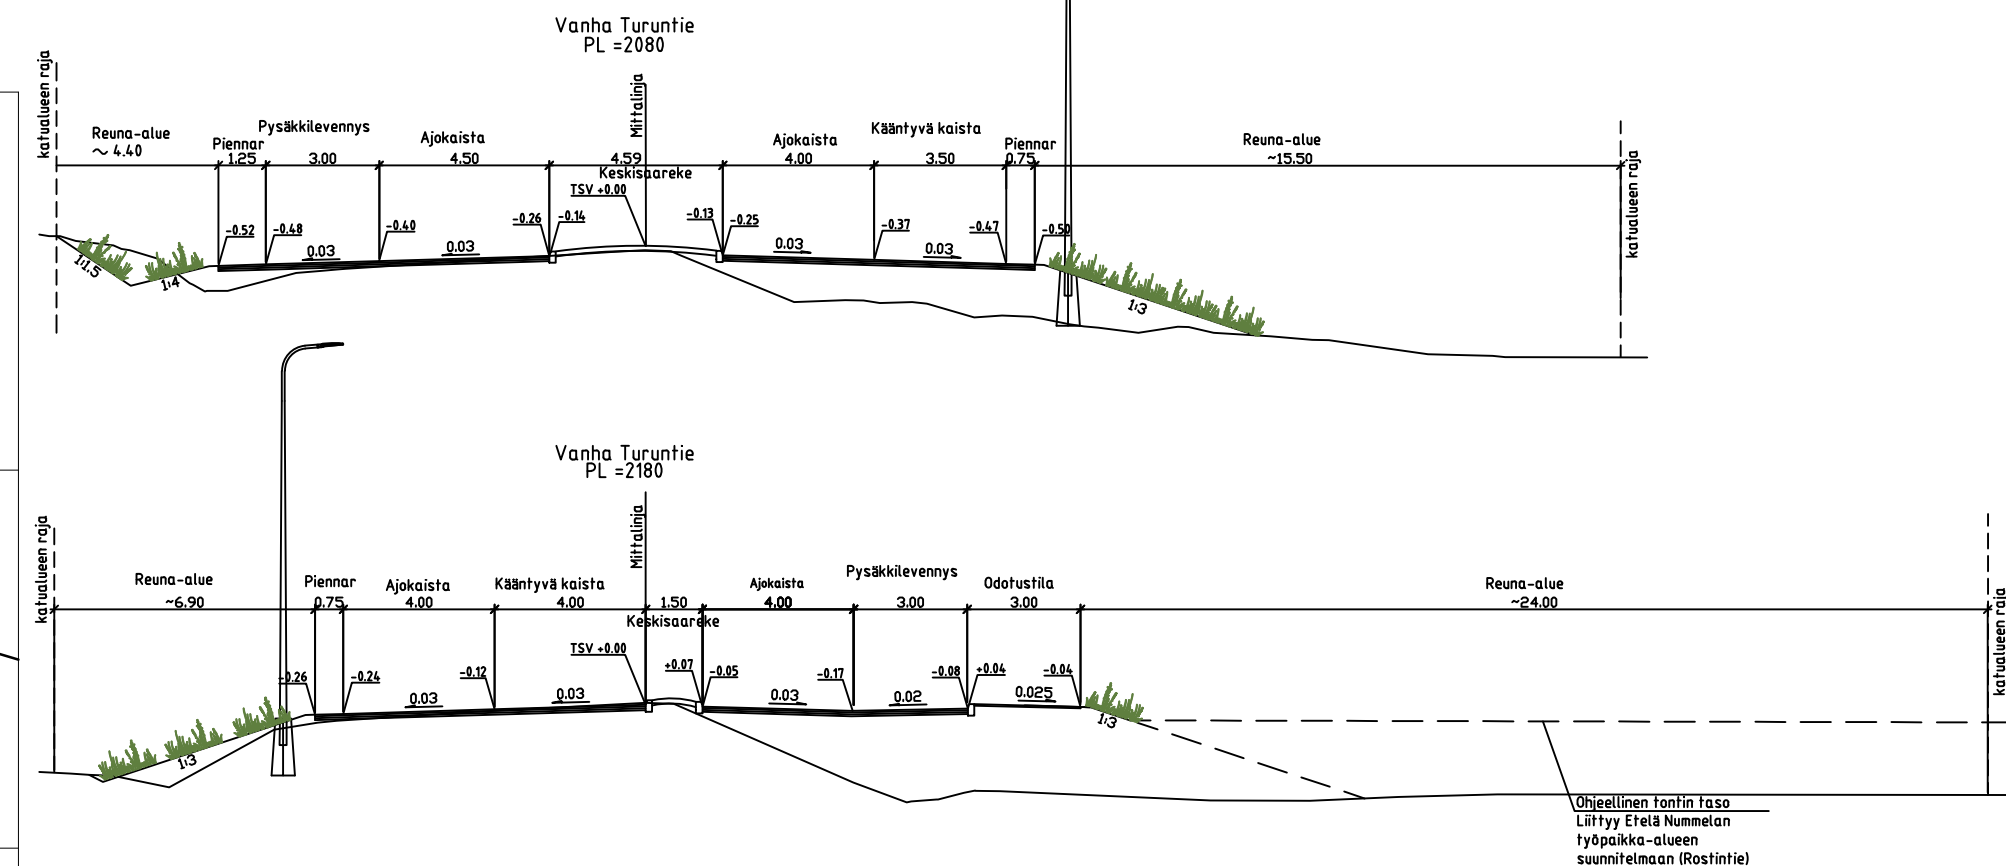 Vanha Turuntie
PL =2080
katualueen raja
Mittalinja
katualueen raja
Reuna-alue
~ 4.40
Piennar
1.25
Pysäkkilevennys
3.00
Ajokaista
4.50
4.59
Keskisaareke
Ajokaista
4.00
Kääntyvä kaista
3.50
Piennar
0.75
Reuna-alue
~15.50
TSV +0.00
-0.52
-0.48
-0.40
-0.26
-0.14
-0.13
-0.25
-0.37
-0.47
-0.50
0.03
0.03
0.03
0.03
1:1.5
1:4
1:3
Vanha Turuntie
PL =2180
katualueen raja
Mittalinja
katualueen raja
Reuna-alue
~6.90
Piennar
0.75
Ajokaista
4.00
Kääntyvä kaista
4.00
1.50
Keskisaareke
Ajokaista
4.00
Pysäkkilevennys
3.00
Odotustila
3.00
Reuna-alue
~24.00
TSV +0.00
-0.26
-0.24
-0.12
+0.07
-0.05
-0.17
-0.08
+0.04
-0.04
0.03
0.03
0.03
0.02
0.025
1:3
1:3
Ohjeellinen tontin taso
Liittyy Etelä Nummelan
työpaikka-alueen
suunnitelmaan (Rostintie)